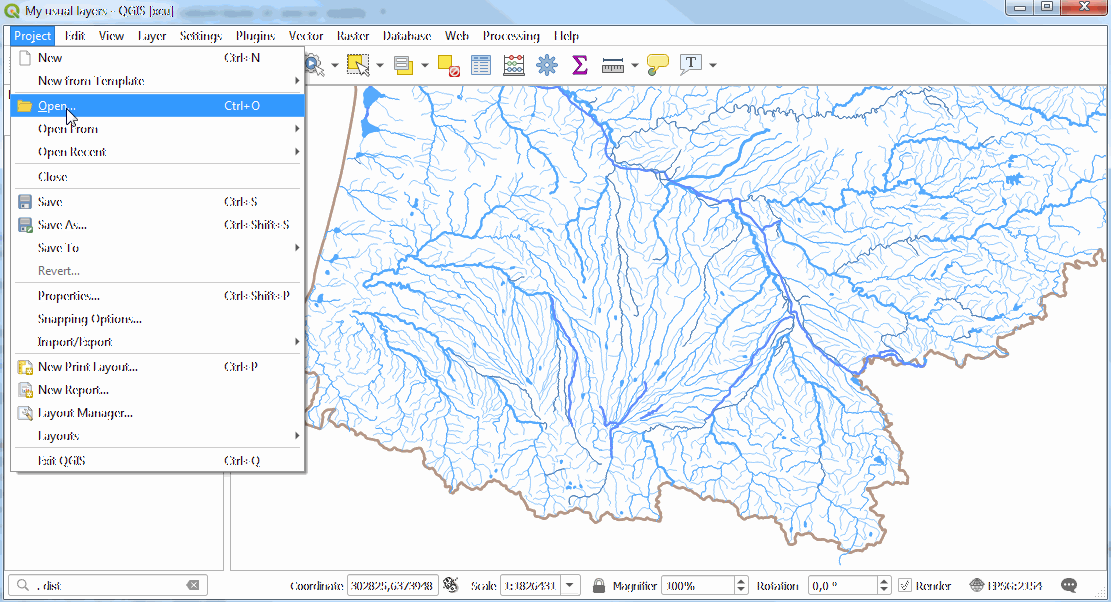 My usual layers - QGIS
Project Edit View Layer Settings Plugins Vector Raster Database Web Processing Help
New Ctrl+N
New from Template
Open... Ctrl+O
Open From
Open Recent
Close
Save Ctrl+S
Save As... Ctrl+Shift+S
Save To
Revert...
Properties... Ctrl+Shift+P
Snapping Options...
Import/Export
New Print Layout... Ctrl+P
New Report...
Layout Manager...
Layouts
Exit QGIS Ctrl+Q
. dist Coordinate 302825,6373948 Scale 1:1826431 Magnifier 100% Rotation 0,0 ° Render EPSG:2154